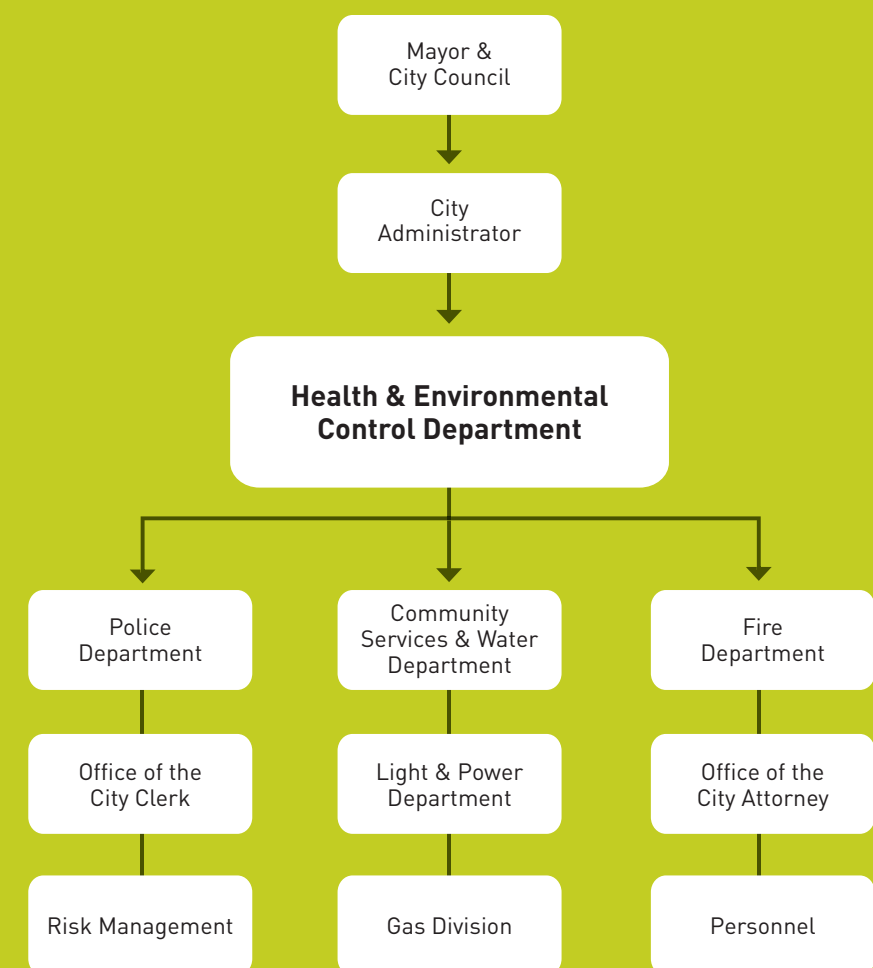 Mayor &
City Council
City
Administrator
Health & Environmental
Control Department
Police
Department
Community
Services & Water
Department
Fire
Department
Office of the
City Clerk
Light & Power
Department
Office of the
City Attorney
Risk Management
Gas Division
Personnel